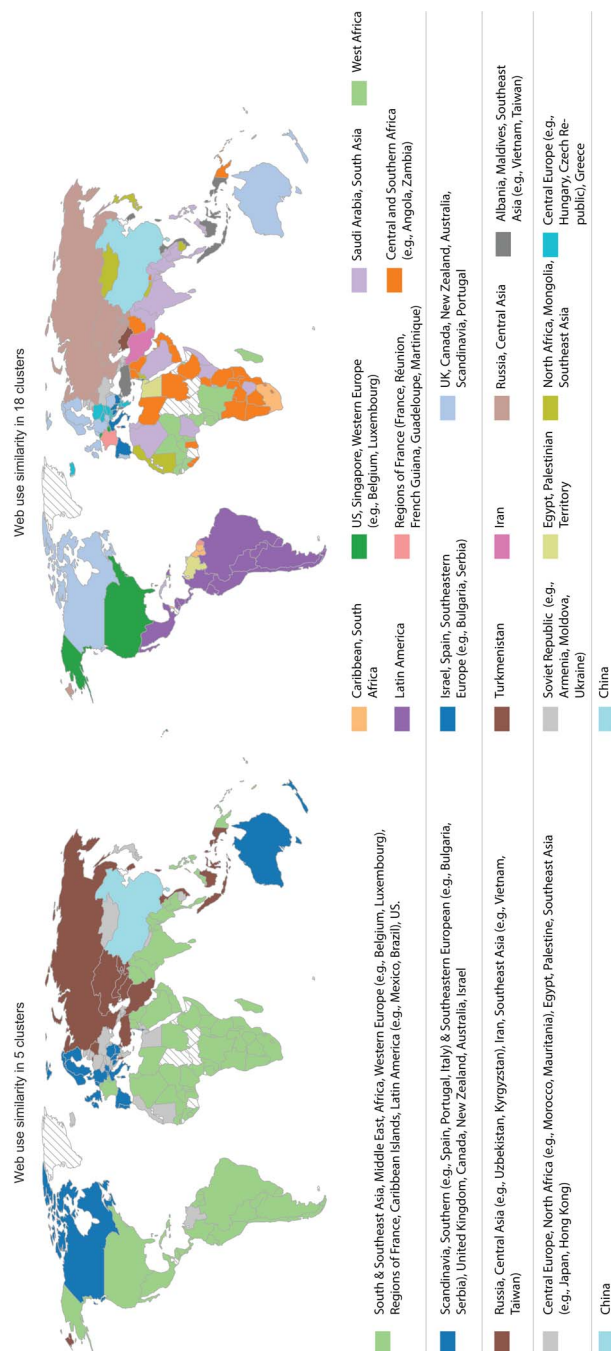 Web use similarity in 5 clusters
South & Southeast Asia, Middle East, Africa, Western Europe (e.g., Belgium, Luxembourg),
Regions of France, Caribbean Islands, Latin America (e.g., Mexico, Brazil), US.
Scandinavia, Southern (e.g., Spain, Portugal, Italy) & Southeastern European (e.g., Bulgaria,
Serbia), United Kingdom, Canada, New Zealand, Australia, Israel
Russia, Central Asia (e.g., Uzbekistan, Kyrgyzstan), Iran, Southeast Asia (e.g., Vietnam,
Taiwan)
Central Europe, North Africa (e.g., Morocco, Mauritania), Egypt, Palestine, Southeast Asia
(e.g., Japan, Hong Kong)
China
Web use similarity in 18 clusters
Caribbean, South
Africa
US, Singapore, Western Europe
(e.g., Belgium, Luxembourg)
Saudi Arabia, South Asia
West Africa
Latin America
Regions of France (France, Réunion,
French Guiana, Guadeloupe, Martinique)
Central and Southern Africa
(e.g., Angola, Zambia)
Israel, Spain, Southeastern
Europe (e.g., Bulgaria, Serbia)
UK, Canada, New Zealand, Australia,
Scandinavia, Portugal
Turkmenistan
Iran
Russia, Central Asia
Albania, Maldives, Southeast
Asia (e.g., Vietnam, Taiwan)
Soviet Republic (e.g.,
Armenia, Moldova,
Ukraine)
Egypt, Palestinian
Territory
North Africa, Mongolia,
Southeast Asia
Central Europe (e.g.,
Hungary, Czech Re-
public), Greece
China